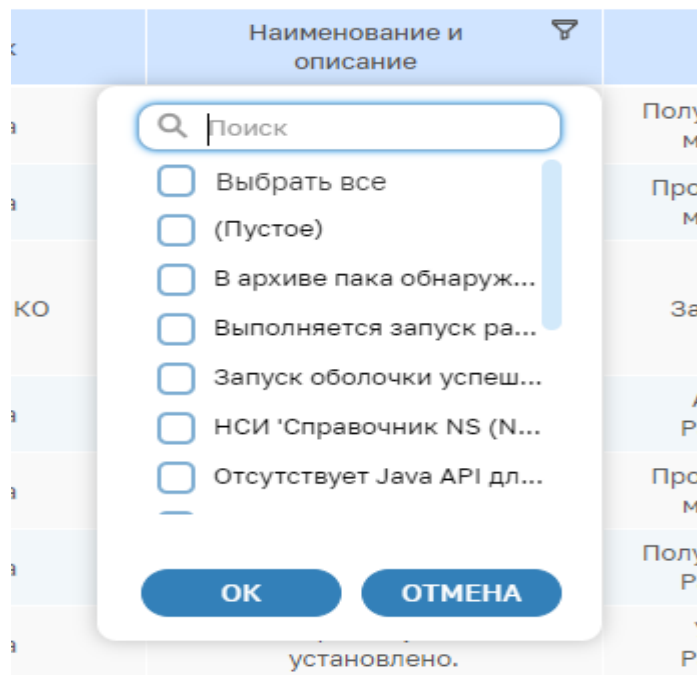 Наименование и
описание
Поиск
Выбрать все
(Пустое)
В архиве пака обнаруж...
Выполняется запуск ра...
КО
За
Запуск оболочки успеш...
НСИ 'Справочник NS (N...
Отсутствует Java API дл...
ОК
ОТМЕНА
установлено.